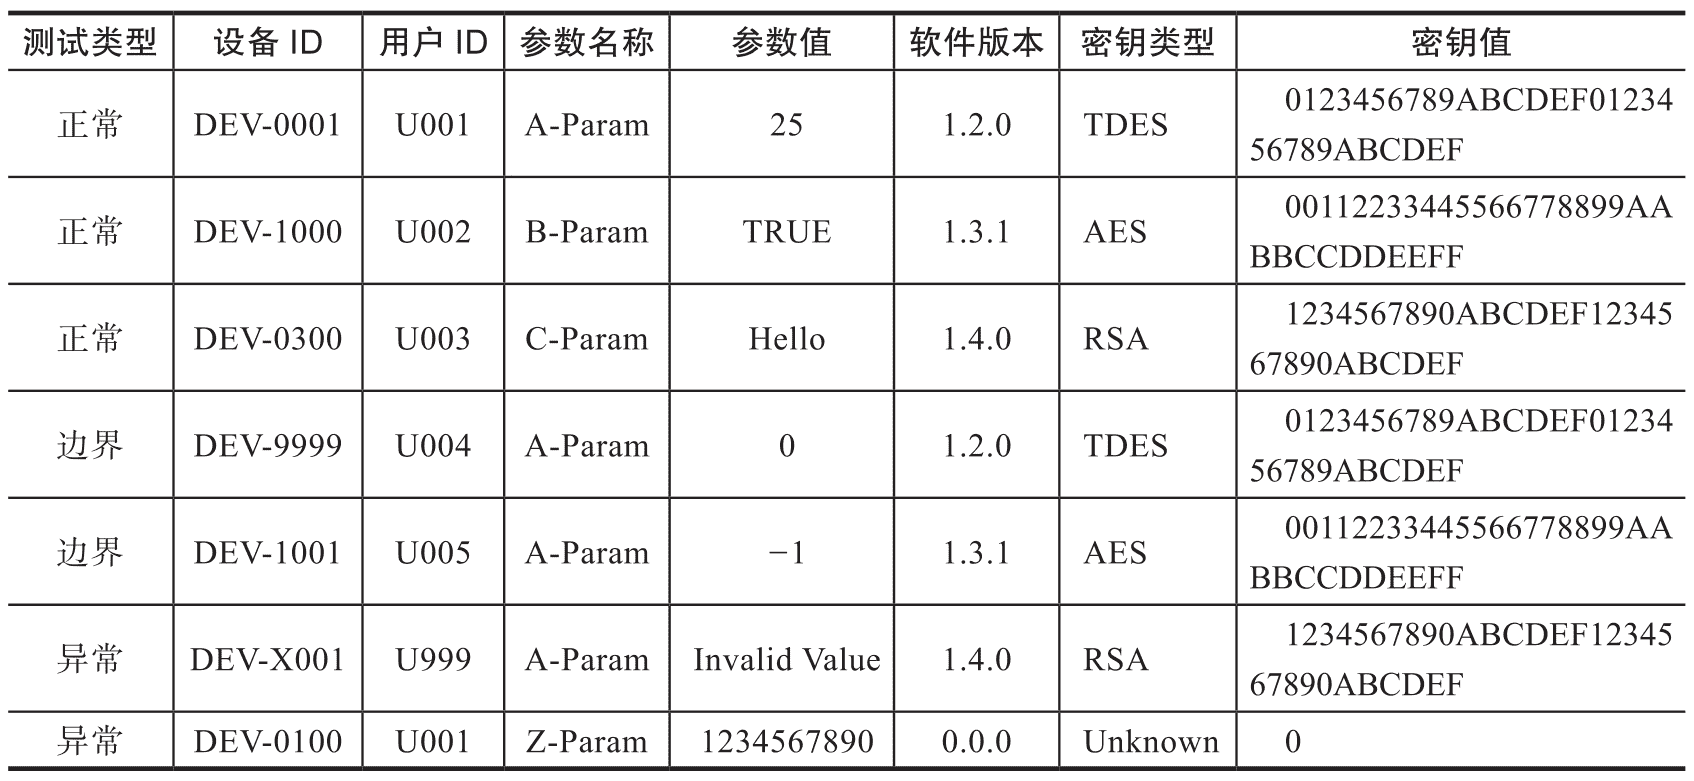 测试类型 设备 ID 用户 ID 参数名称 参数值 软件版本 密钥类型 密钥值
正常 DEV-0001 U001 A-Param 25 1.2.0 TDES 0123456789ABCDEF01234
56789ABCDEF
正常 DEV-1000 U002 B-Param TRUE 1.3.1 AES 00112233445566778899AA
BBCCDDEEFF
正常 DEV-0300 U003 C-Param Hello 1.4.0 RSA 1234567890ABCDEF12345
67890ABCDEF
边界 DEV-9999 U004 A-Param 0 1.2.0 TDES 0123456789ABCDEF01234
56789ABCDEF
边界 DEV-1001 U005 A-Param −1 1.3.1 AES 00112233445566778899AA
BBCCDDEEFF
异常 DEV-X001 U999 A-Param Invalid Value 1.4.0 RSA 1234567890ABCDEF12345
67890ABCDEF
异常 DEV-0100 U001 Z-Param 1234567890 0.0.0 Unknown 0